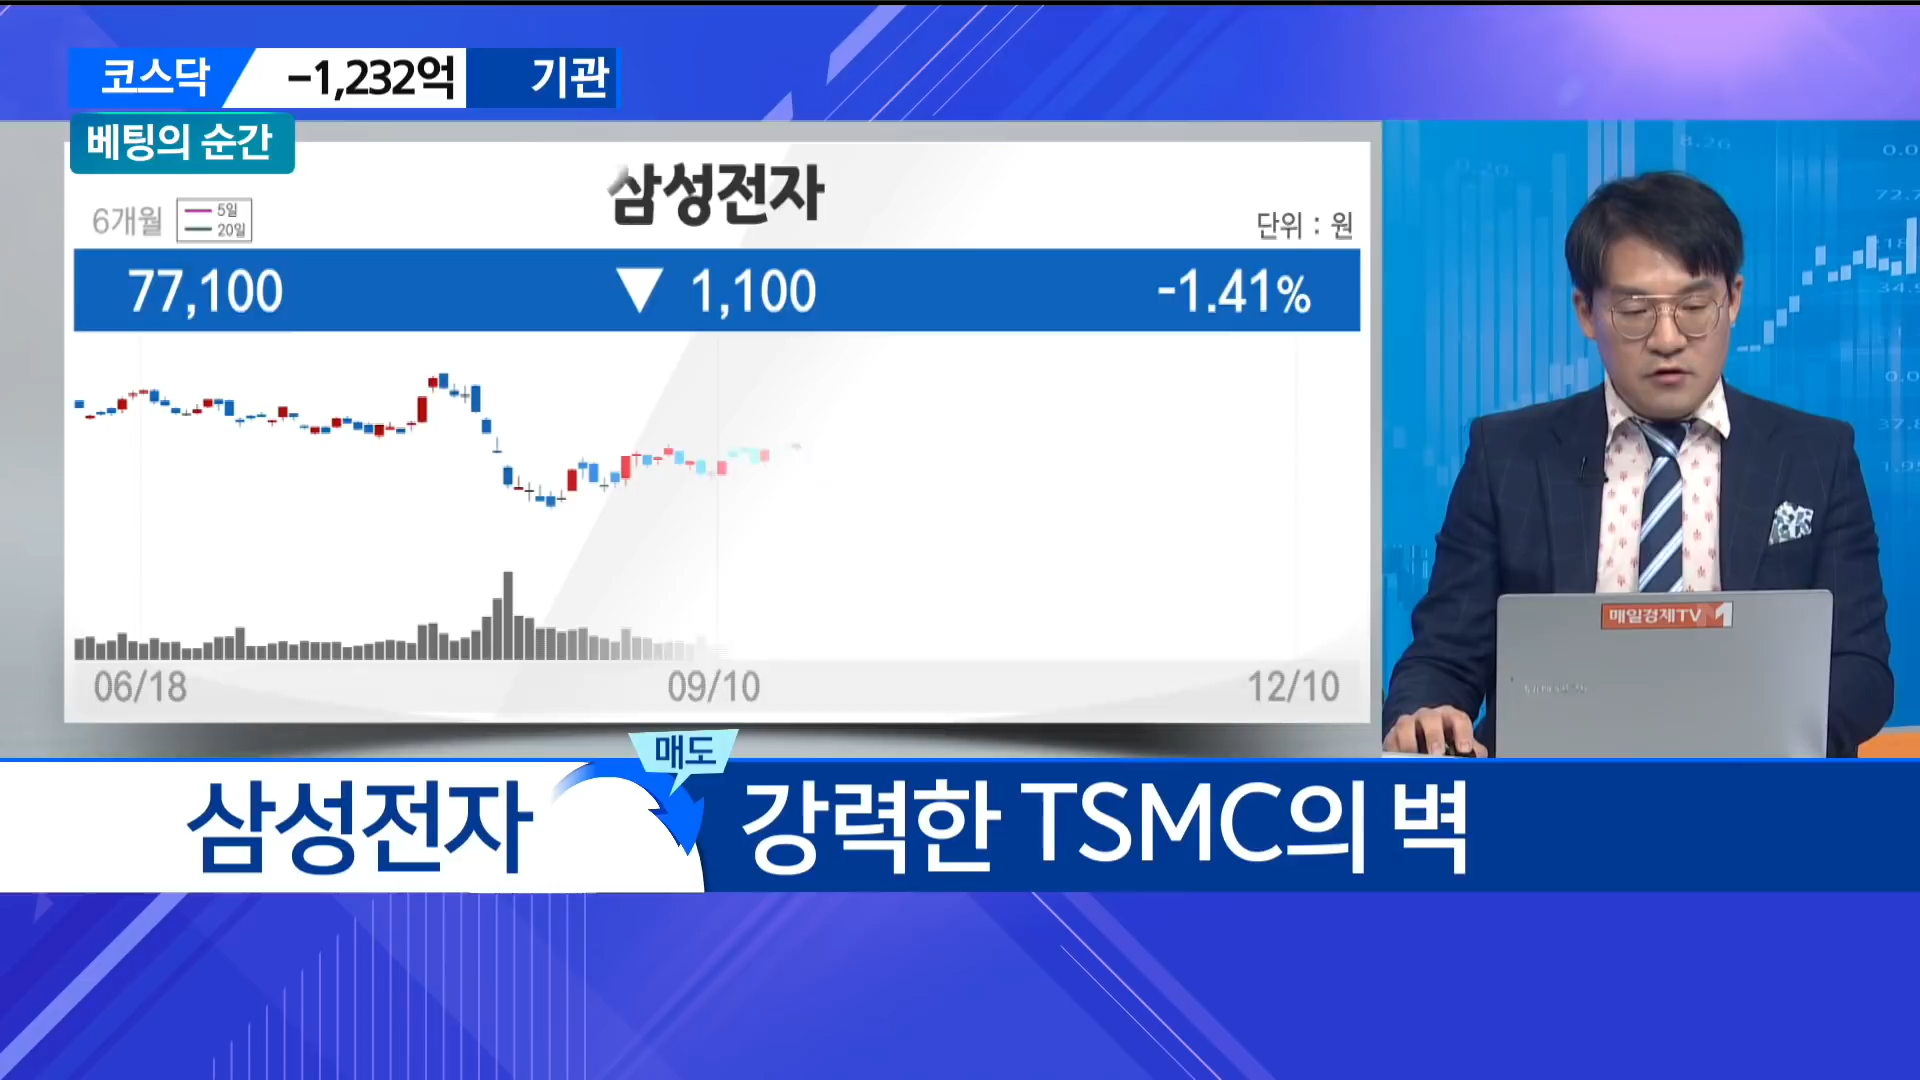 코스닥 -1,232억 기관
베팅의 순간
삼성전자
6개월
5일
20일
단위 : 원
77,100 ▼ 1,100 -1.41%
06/18 09/10 12/10
8.26
매일경제TV 1
매도
삼성전자 강력한 TSMC의 벽